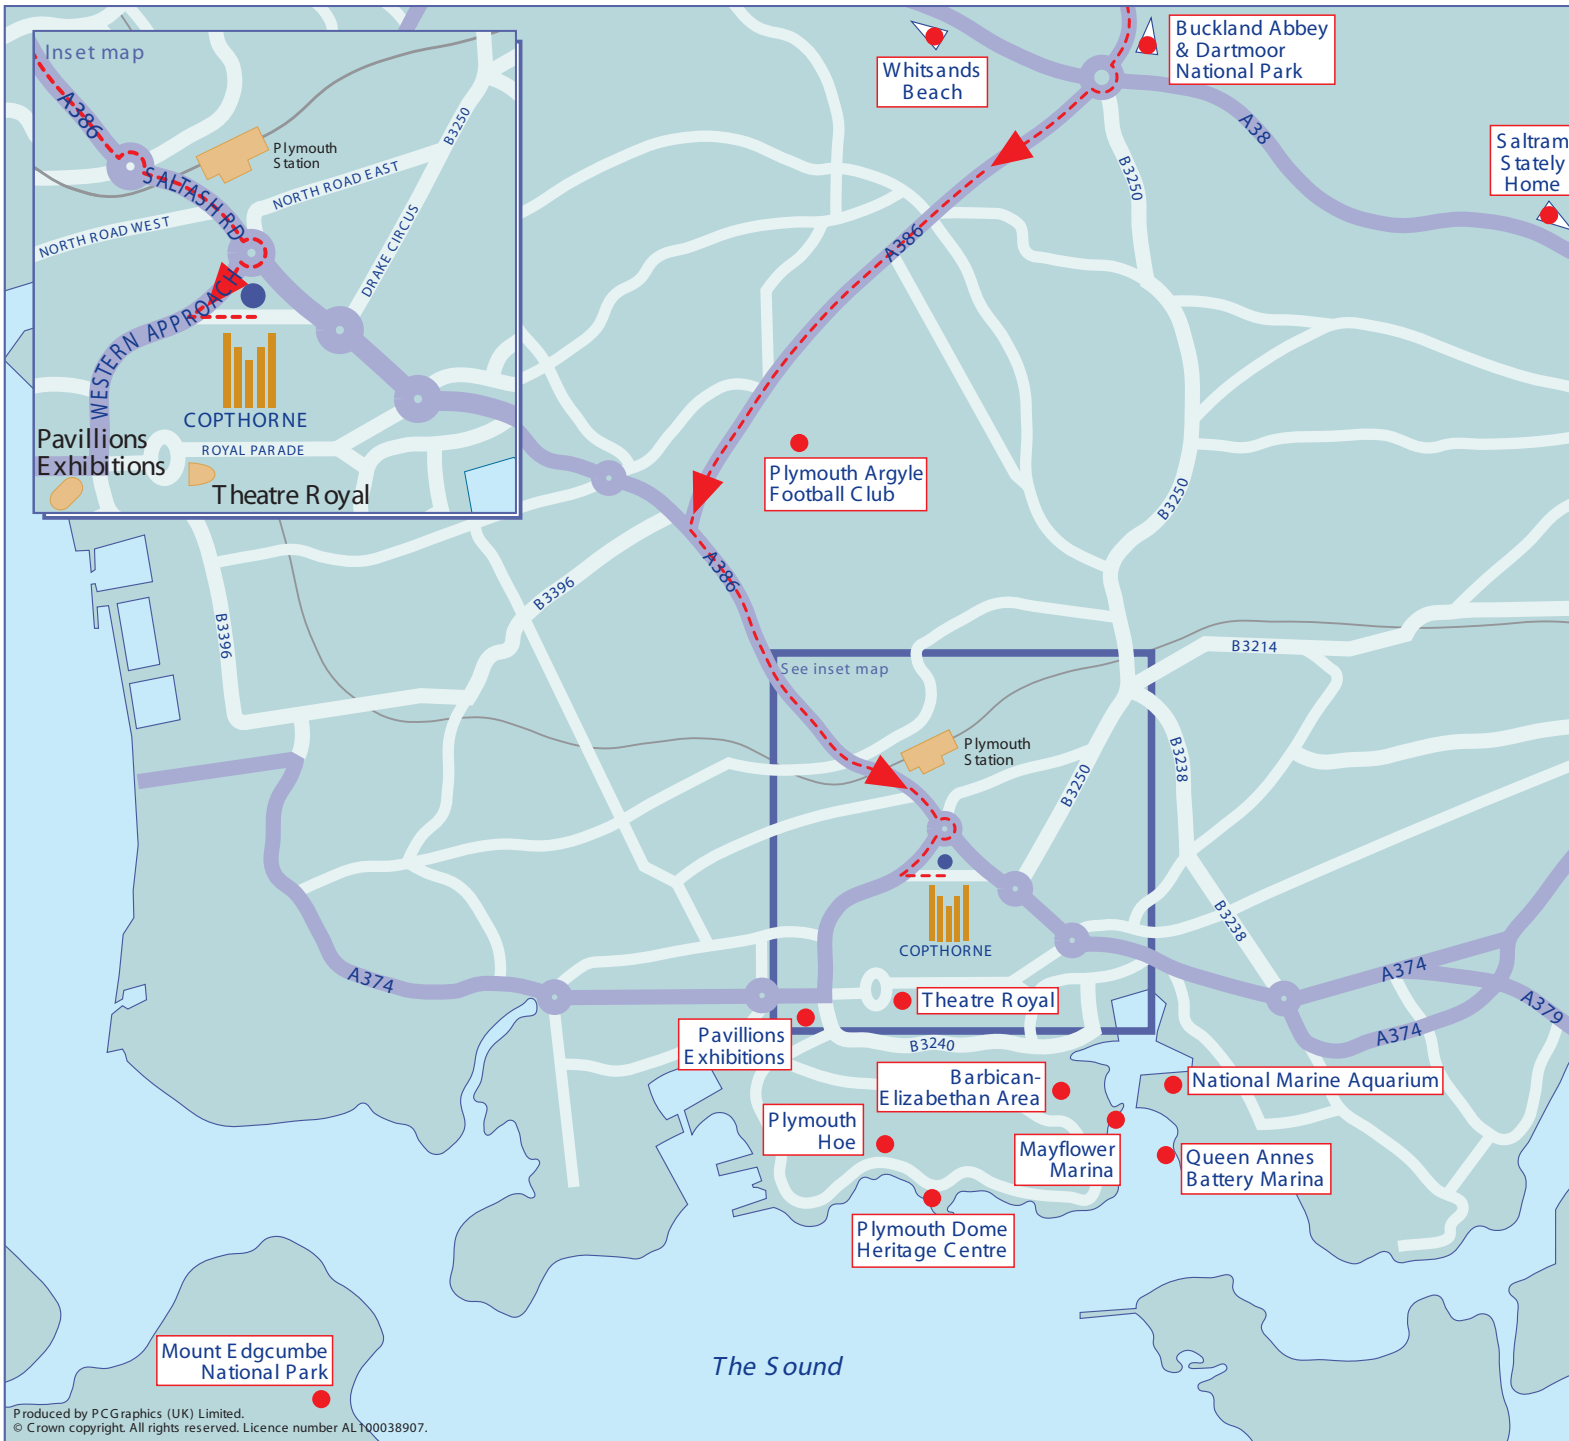 Inset map
A386
SALTASH RD
Plymouth
Station
B3250
NORTH ROAD EAST
NORTH ROAD WEST
DRAKE CIRCUS
WESTERN APPROACH
COPTHORNE
ROYAL PARADE
Pavillions
Exhibitions
Theatre Royal
Whitsands
Beach
Buckland Abbey
& Dartmoor
National Park
A38
Saltram
Stately
Home
B3250
A386
Plymouth Argyle
Football Club
B3250
A386
B3396
B3396
See inset map
B3214
Plymouth
Station
B3250
B3238
B3238
COPTHORNE
A374
A374
A379
A374
Theatre Royal
Pavillions
Exhibitions
B3240
Barbican-
Elizabethan Area
National Marine Aquarium
Plymouth
Hoe
Mayflower
Marina
Queen Annes
Battery Marina
Plymouth Dome
Heritage Centre
Mount Edgcumbe
National Park
The Sound
Produced by PCGraphics (UK) Limited.
© Crown copyright. All rights reserved. Licence number AL100038907.